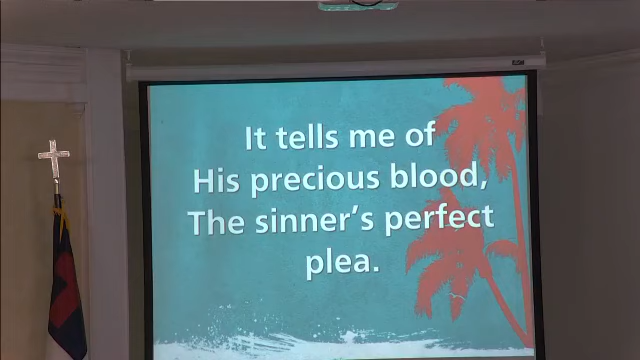 It tells me of
His precious blood,
The sinner's perfect
plea.